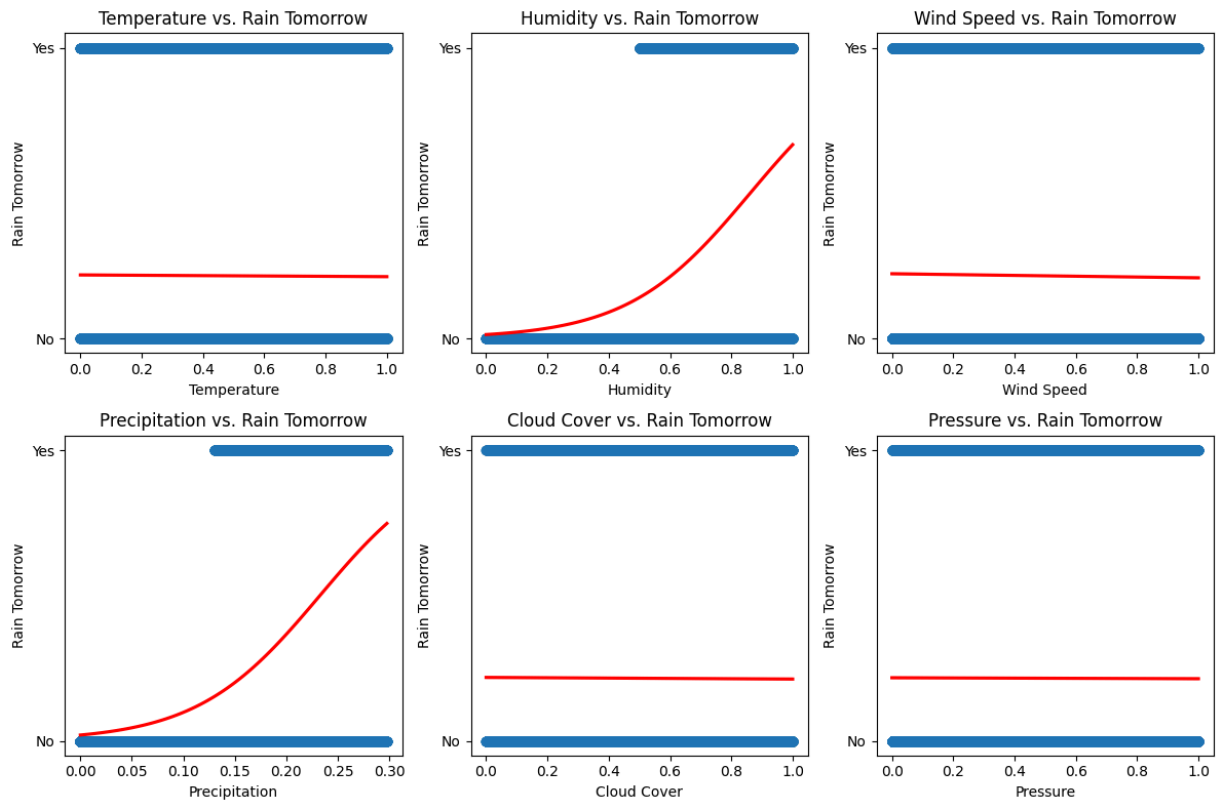 Temperature vs. Rain Tomorrow
Yes
No
Rain Tomorrow
0.0 0.2 0.4 0.6 0.8 1.0
Temperature
Humidity vs. Rain Tomorrow
Yes
No
Rain Tomorrow
0.0 0.2 0.4 0.6 0.8 1.0
Humidity
Wind Speed vs. Rain Tomorrow
Yes
No
Rain Tomorrow
0.0 0.2 0.4 0.6 0.8 1.0
Wind Speed
Precipitation vs. Rain Tomorrow
Yes
No
Rain Tomorrow
0.00 0.05 0.10 0.15 0.20 0.25 0.30
Precipitation
Cloud Cover vs. Rain Tomorrow
Yes
No
Rain Tomorrow
0.0 0.2 0.4 0.6 0.8 1.0
Cloud Cover
Pressure vs. Rain Tomorrow
Yes
No
Rain Tomorrow
0.0 0.2 0.4 0.6 0.8 1.0
Pressure